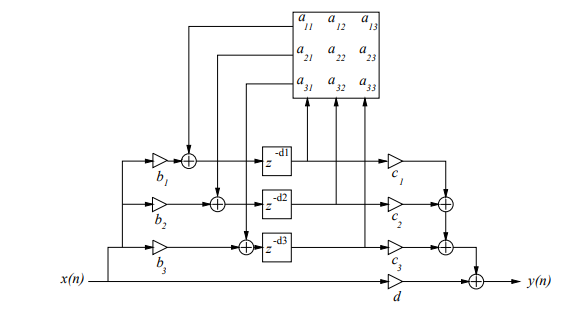 a11 a12 a13
a21 a22 a23
a31 a32 a33
z-d1
b1 c1
z-d2
b2 c2
z-d3
b3 c3
x(n) y(n)
d